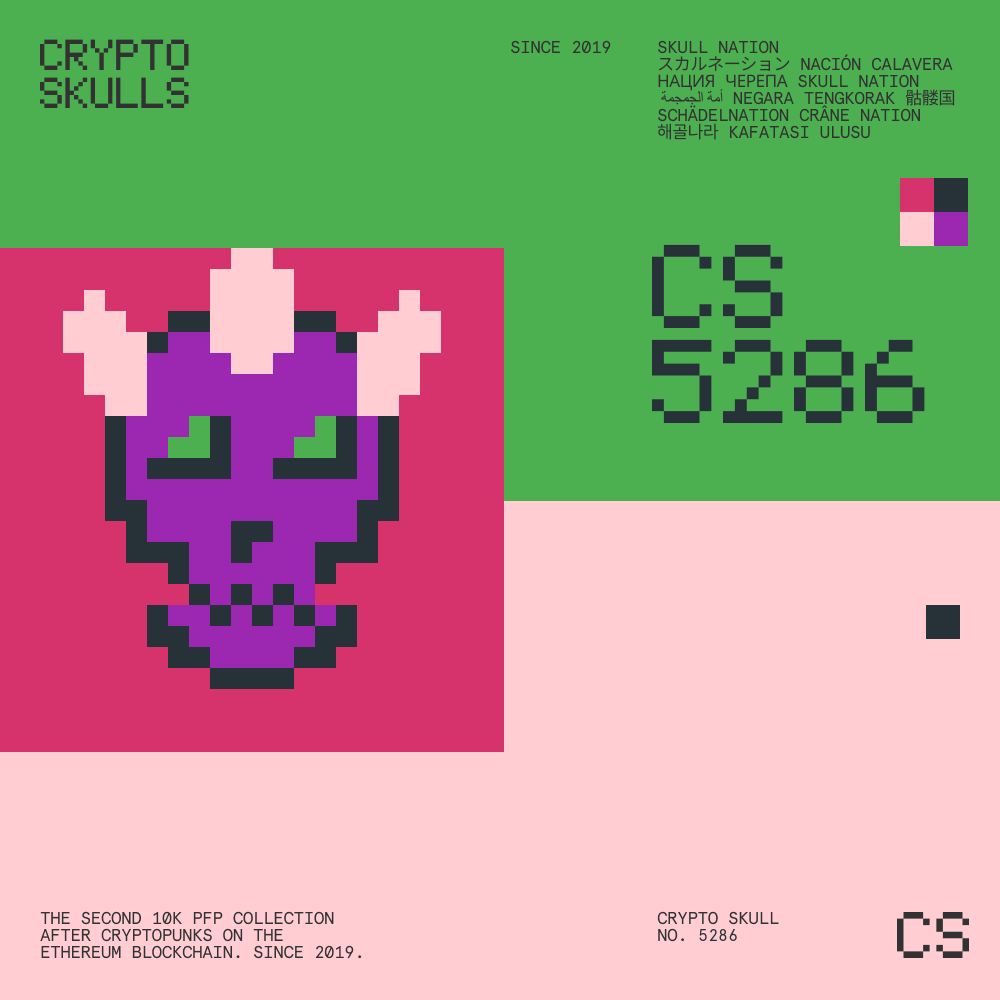 CRYPTO
SKULLS
SINCE 2019
SKULL NATION
スカルネーション NACIÓN CALAVERA
НАЦИЯ ЧЕРЕПА SKULL NATION
أمة الجمجمة NEGARA TENGKORAK 骷髅国
SCHÄDELNATION CRÂNE NATION
해골나라 KAFATASI ULUSU
CS
5286
THE SECOND 10K PFP COLLECTION
AFTER CRYPTOPUNKS ON THE
ETHEREUM BLOCKCHAIN. SINCE 2019.
CRYPTO SKULL
NO. 5286
CS